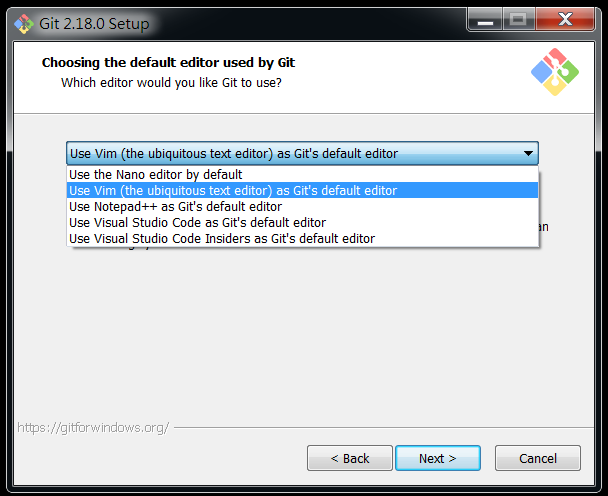 Git 2.18.0 Setup
Choosing the default editor used by Git
Which editor would you like Git to use?
Use Vim (the ubiquitous text editor) as Git's default editor
Use the Nano editor by default
Use Vim (the ubiquitous text editor) as Git's default editor
Use Notepad++ as Git's default editor
Use Visual Studio Code as Git's default editor
Use Visual Studio Code Insiders as Git's default editor
https://gitforwindows.org/
< Back
Next >
Cancel